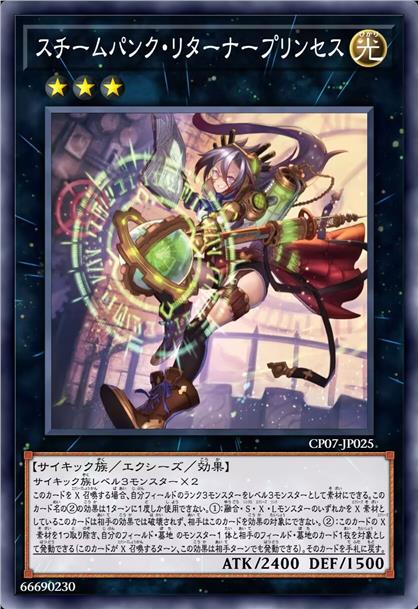 スチームパンク・リターナープリンセス
光
CP07-JP025
【サイキック族/エクシーズ/効果】
サイキック族レベル3モンスター×2
このカードをX召喚する場合、自分フィールドのランク3モンスターをレベル3モンスターとして素材にできる。このカ
ード名の②の効果は1ターンに1度しか使用できない。①:融合・S・X・LモンスターのいずれかをX素材と
しているこのカードは相手の効果では破壊されず、相手はこのカードを効果の対象にできない。②:このカードのX
素材を1つ取り除き、自分のフィールド・墓地のモンスター1体と相手のフィールド・墓地のカード1枚を対象とし
て発動できる(このカードがX召喚したターン、この効果は相手ターンでも発動できる)。そのカードを手札に戻す。
ATK/2400 DEF/1500
66690230